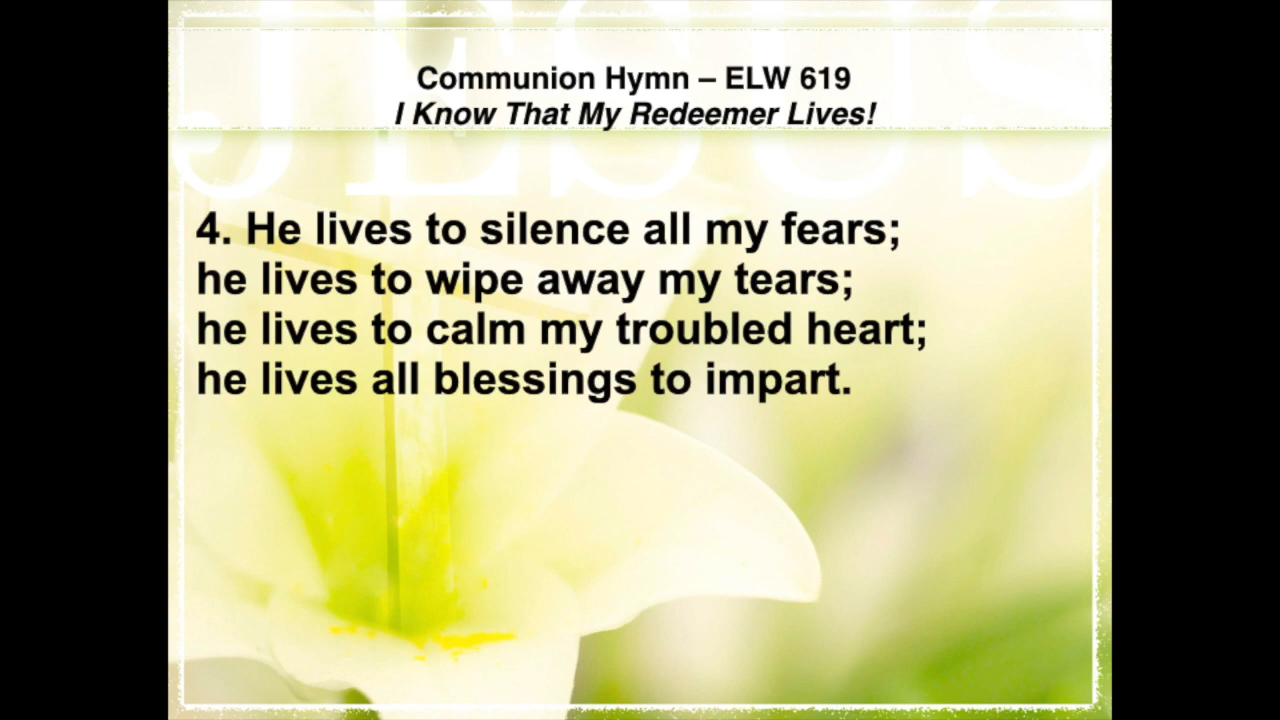 JESUS
Communion Hymn – ELW 619
I Know That My Redeemer Lives!
4. He lives to silence all my fears;
he lives to wipe away my tears;
he lives to calm my troubled heart;
he lives all blessings to impart.